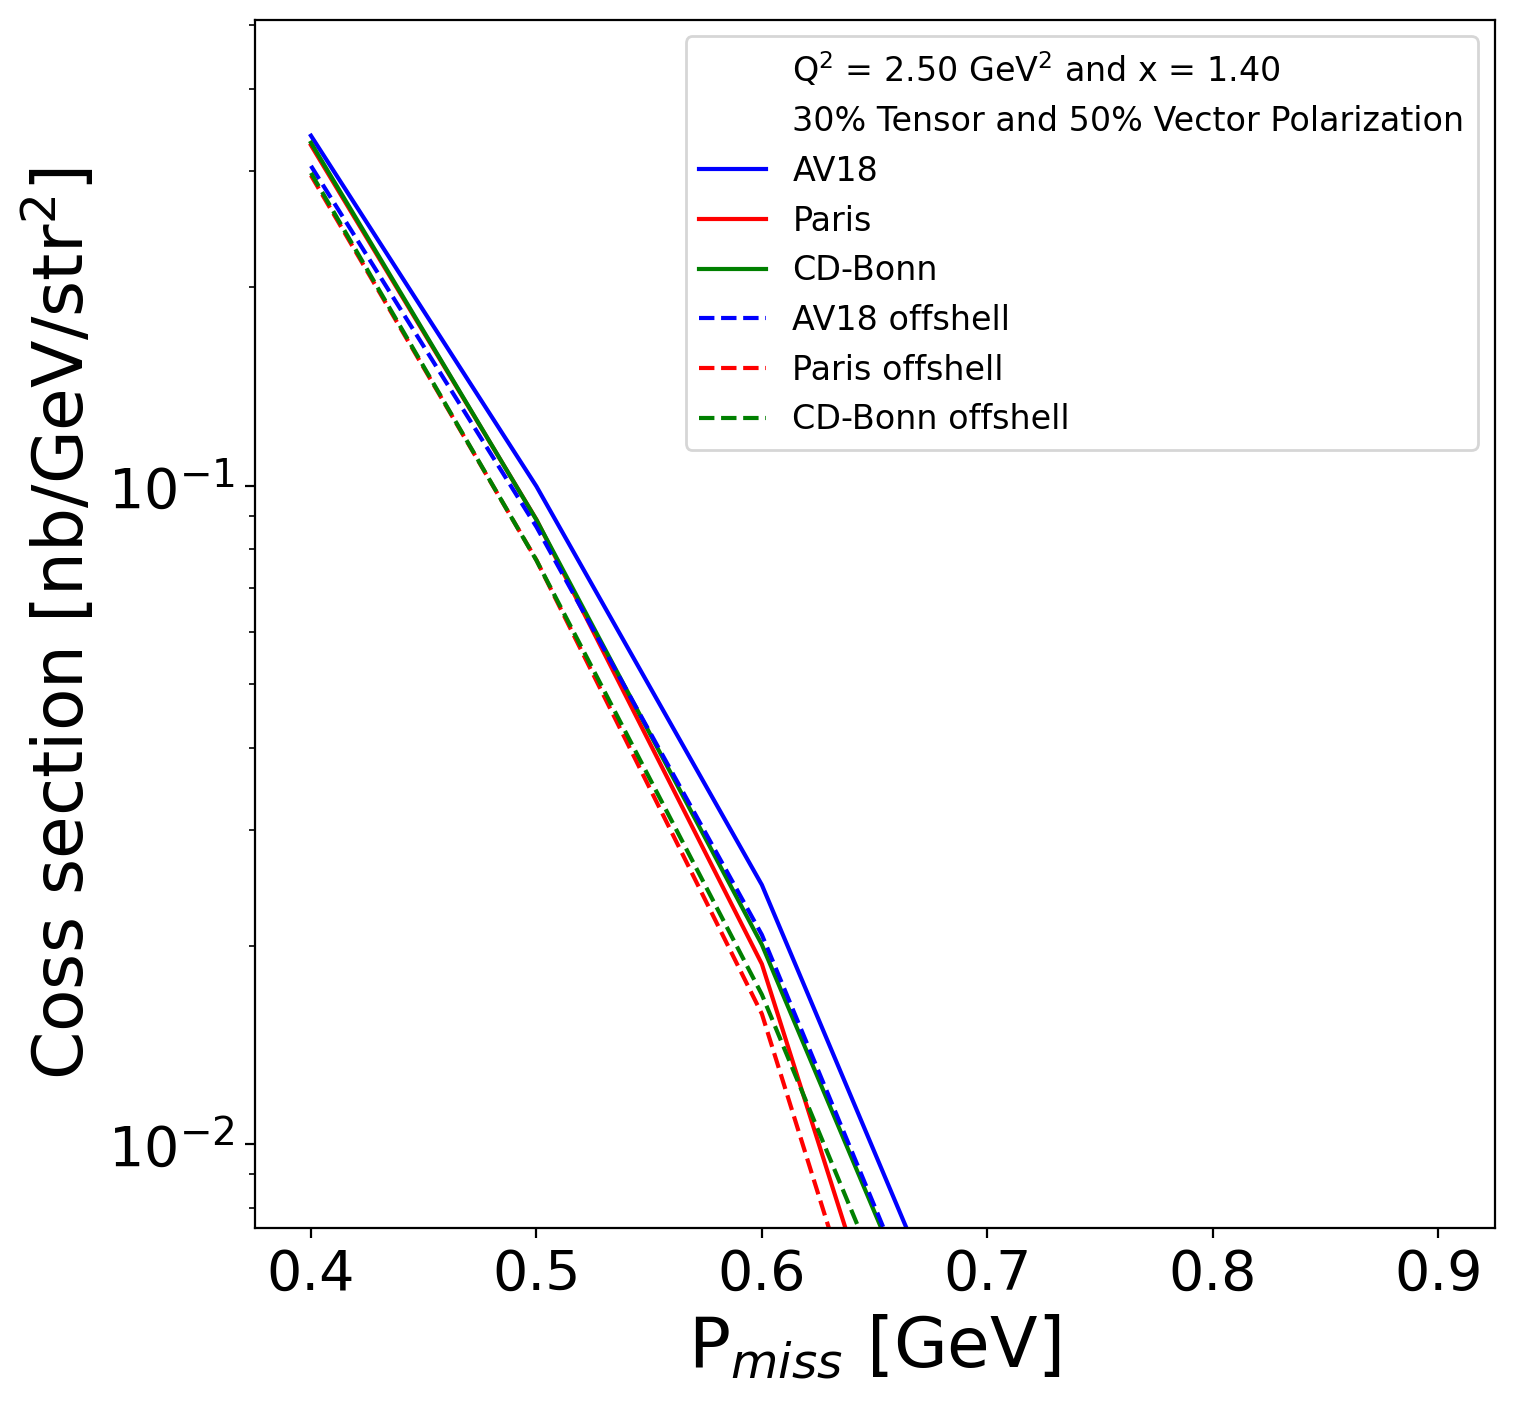 Q² = 2.50 GeV² and x = 1.40
30% Tensor and 50% Vector Polarization
AV18
Paris
CD-Bonn
AV18 offshell
Paris offshell
CD-Bonn offshell
Coss section [nb/GeV/str²]
10⁻¹
10⁻²
0.4 0.5 0.6 0.7 0.8 0.9
P_miss [GeV]